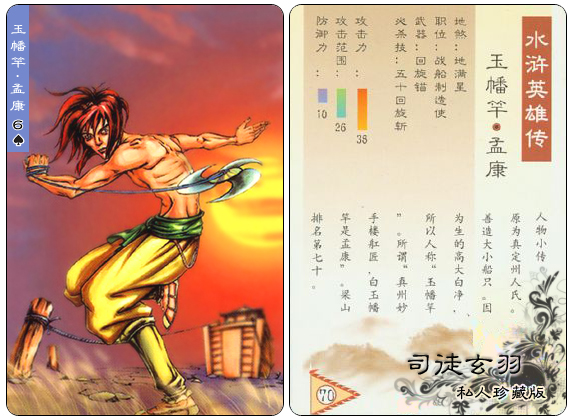 玉幡竿·孟康
6♠
水浒英雄传
玉幡竿·孟康
地煞:地满星
职位:战船制造使
武器:回旋锚
必杀技:五十回旋斩
攻击力: 38
攻击范围: 26
防御力: 10
人物小传
原为真定州人氏。
善造大小船只。因
为生的高大白净,
所以人称“玉幡竿
”。所谓“真州妙
手楼舡匠,白玉幡
竿是孟康”。梁山
排名第七十。
70
司徒玄羽
私人珍藏版